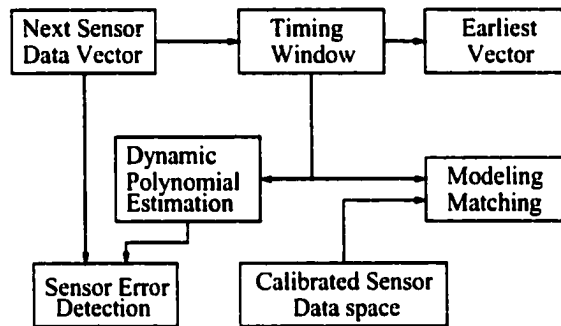 Next Sensor
Data Vector
Timing
Window
Earliest
Vector
Dynamic
Polynomial
Estimation
Modeling
Matching
Sensor Error
Detection
Calibrated Sensor
Data space